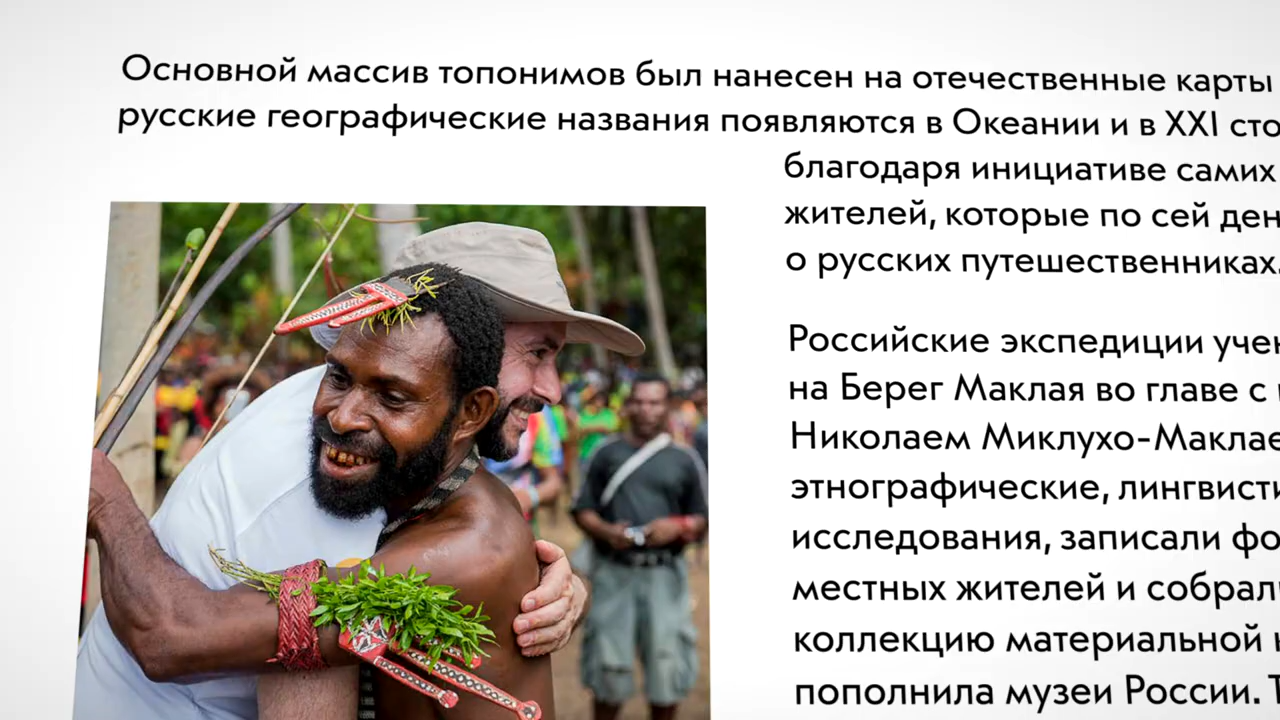 Основной массив топонимов был нанесен на отечественные карты
русские географические названия появляются в Океании и в XXI
благодаря инициативе самих
жителей, которые по сей
о русских путешественниках.
Российские экспедиции
на Берег Маклая во главе с
Николаем
этнографические,
исследования, записали
местных жителей и
коллекцию материальной
пополнила музеи России.